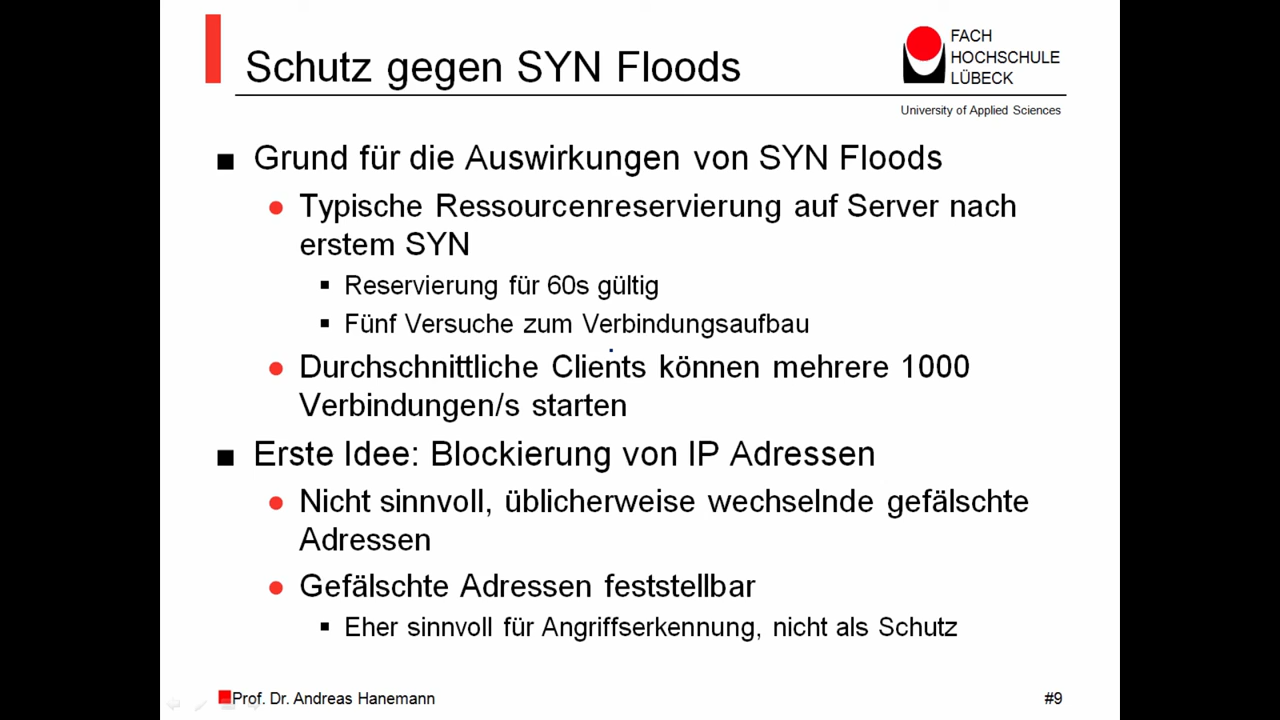 Schutz gegen SYN Floods
FACH
HOCHSCHULE
LÜBECK
University of Applied Sciences
Grund für die Auswirkungen von SYN Floods
Typische Ressourcenreservierung auf Server nach
erstem SYN
Reservierung für 60s gültig
Fünf Versuche zum Verbindungsaufbau
Durchschnittliche Clients können mehrere 1000
Verbindungen/s starten
Erste Idee: Blockierung von IP Adressen
Nicht sinnvoll, üblicherweise wechselnde gefälschte
Adressen
Gefälschte Adressen feststellbar
Eher sinnvoll für Angriffserkennung, nicht als Schutz
Prof. Dr. Andreas Hanemann
#9